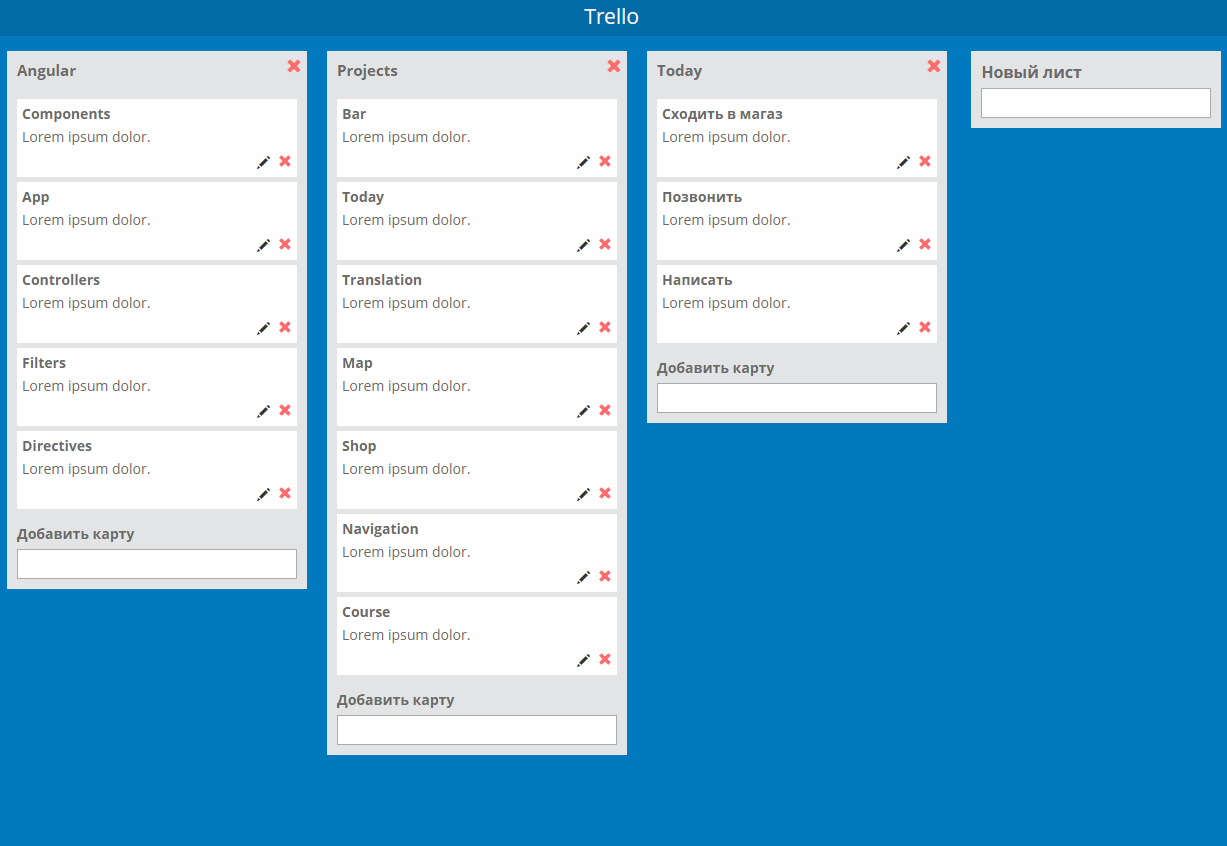 Trello
Angular
Components
Lorem ipsum dolor.
App
Lorem ipsum dolor.
Controllers
Lorem ipsum dolor.
Filters
Lorem ipsum dolor.
Directives
Lorem ipsum dolor.
Добавить карту
Projects
Bar
Lorem ipsum dolor.
Today
Lorem ipsum dolor.
Translation
Lorem ipsum dolor.
Map
Lorem ipsum dolor.
Shop
Lorem ipsum dolor.
Navigation
Lorem ipsum dolor.
Course
Lorem ipsum dolor.
Добавить карту
Today
Сходить в магаз
Lorem ipsum dolor.
Позвонить
Lorem ipsum dolor.
Написать
Lorem ipsum dolor.
Добавить карту
Новый лист